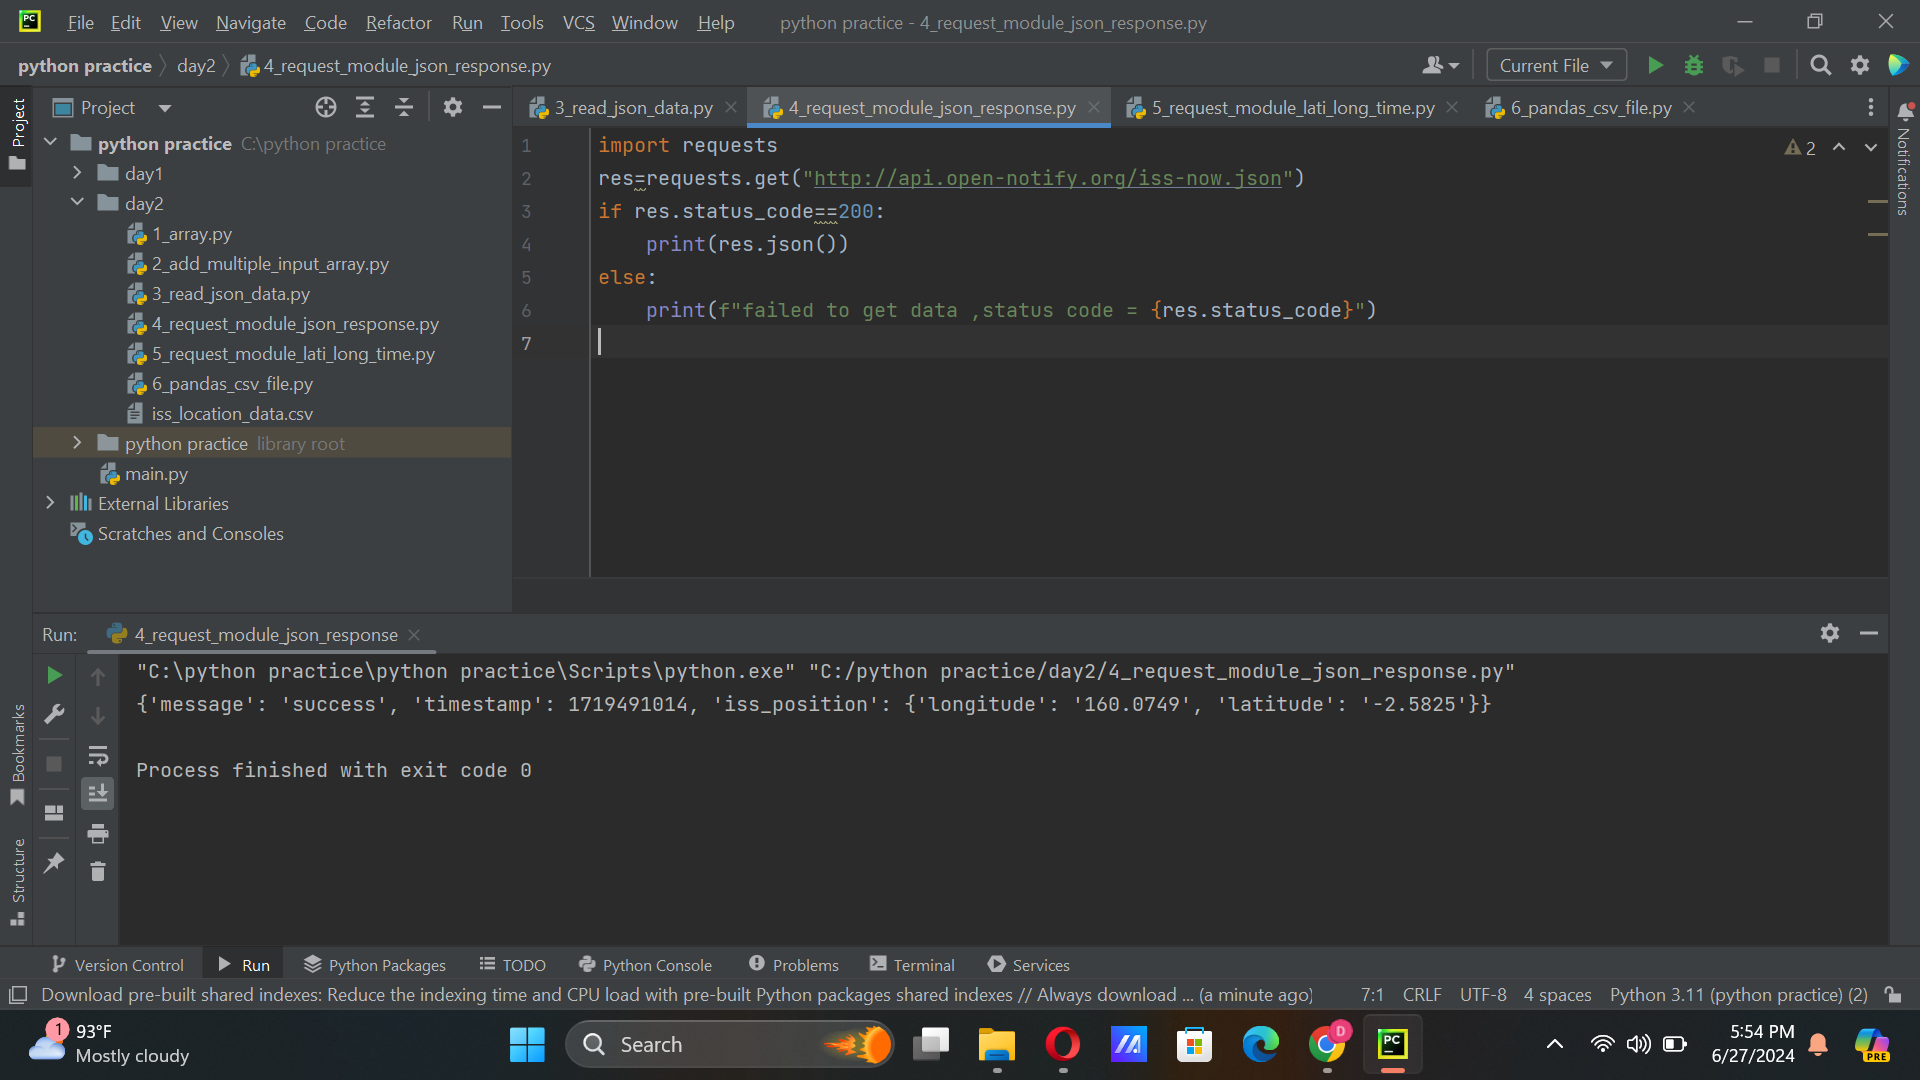 PC
File Edit View Navigate Code Refactor Run Tools VCS Window Help python practice - 4_request_module_json_response.py
python practice day2 4_request_module_json_response.py Current File
Project
Project
3_read_json_data.py 4_request_module_json_response.py 5_request_module_lati_long_time.py 6_pandas_csv_file.py
python practice C:\python practice
day1
day2
1_array.py
2_add_multiple_input_array.py
3_read_json_data.py
4_request_module_json_response.py
5_request_module_lati_long_time.py
6_pandas_csv_file.py
iss_location_data.csv
python practice library root
main.py
External Libraries
Scratches and Consoles
1 import requests
2 res=requests.get("http://api.open-notify.org/iss-now.json")
3 if res.status_code==200:
4     print(res.json())
5 else:
6     print(f"failed to get data ,status code = {res.status_code}")
7
2
Notifications
Run: 4_request_module_json_response
"C:\python practice\python practice\Scripts\python.exe" "C:/python practice/day2/4_request_module_json_response.py"
{'message': 'success', 'timestamp': 1719491014, 'iss_position': {'longitude': '160.0749', 'latitude': '-2.5825'}}
Process finished with exit code 0
Bookmarks
Structure
Version Control Run Python Packages TODO Python Console Problems Terminal Services
Download pre-built shared indexes: Reduce the indexing time and CPU load with pre-built Python packages shared indexes // Always download ... (a minute ago) 7:1 CRLF UTF-8 4 spaces Python 3.11 (python practice) (2)
1 93°F
Mostly cloudy
Search
D
PC
5:54 PM
6/27/2024
PRE